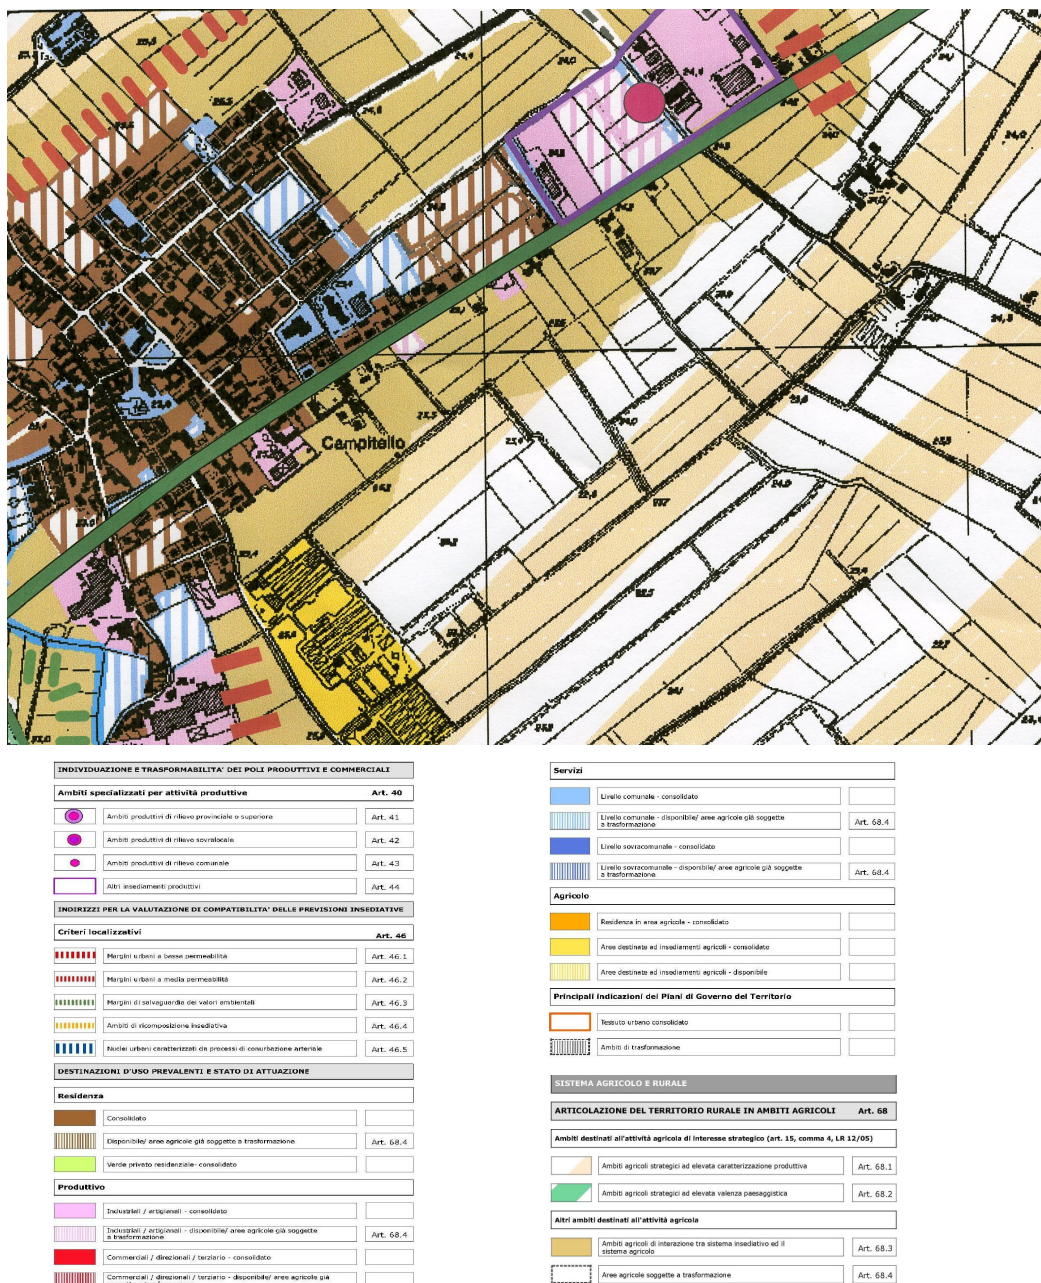 Campitello
INDIVIDUAZIONE E TRASFORMABILITA' DEI POLI PRODUTTIVI E COMMERCIALI
Ambiti specializzati per attività produttive Art. 40
Ambiti produttivi di rilievo provinciale o superiore Art. 41
Ambiti produttivi di rilievo sovralocale Art. 42
Ambiti produttivi di rilievo comunale Art. 43
Altri insediamenti produttivi Art. 44
INDIRIZZI PER LA VALUTAZIONE DI COMPATIBILITA' DELLE PREVISIONI INSEDIATIVE
Criteri localizzativi Art. 46
Margini urbani a bassa permeabilità Art. 46.1
Margini urbani a media permeabilità Art. 46.2
Margini di salvaguardia dei valori ambientali Art. 46.3
Ambiti di ricomposizione insediativa Art. 46.4
Nuclei urbani caratterizzati da processi di conurbazione arteriale Art. 46.5
DESTINAZIONI D'USO PREVALENTI E STATO DI ATTUAZIONE
Residenza
Consolidato
Disponibile/ aree agricole già soggette a trasformazione Art. 68.4
Verde privato residenziale- consolidato
Produttivo
Industriali / artigianali - consolidato
Industriali / artigianali - disponibile/ aree agricole già soggette
a trasformazione Art. 68.4
Commerciali / direzionali / terziario - consolidato
Commerciali / direzionali / terziario - disponibile/ aree agricole già
Servizi
Livello comunale - consolidato
Livello comunale - disponibile/ aree agricole già soggette
a trasformazione Art. 68.4
Livello sovracomunale - consolidato
Livello sovracomunale - disponibile/ aree agricole già soggette
a trasformazione Art. 68.4
Agricolo
Residenza in area agricole - consolidato
Aree destinate ad insediamenti agricoli - consolidato
Aree destinate ad insediamenti agricoli - disponibile
Principali indicazioni dei Piani di Governo del Territorio
Tessuto urbano consolidato
Ambiti di trasformazione
SISTEMA AGRICOLO E RURALE
ARTICOLAZIONE DEL TERRITORIO RURALE IN AMBITI AGRICOLI Art. 68
Ambiti destinati all'attività agricola di interesse strategico (art. 15, comma 4, LR 12/05)
Ambiti agricoli strategici ad elevata caratterizzazione produttiva Art. 68.1
Ambiti agricoli strategici ad elevata valenza paesaggistica Art. 68.2
Altri ambiti destinati all'attività agricola
Ambiti agricoli di interazione tra sistema insediativo ed il
sistema agricolo Art. 68.3
Aree agricole soggette a trasformazione Art. 68.4